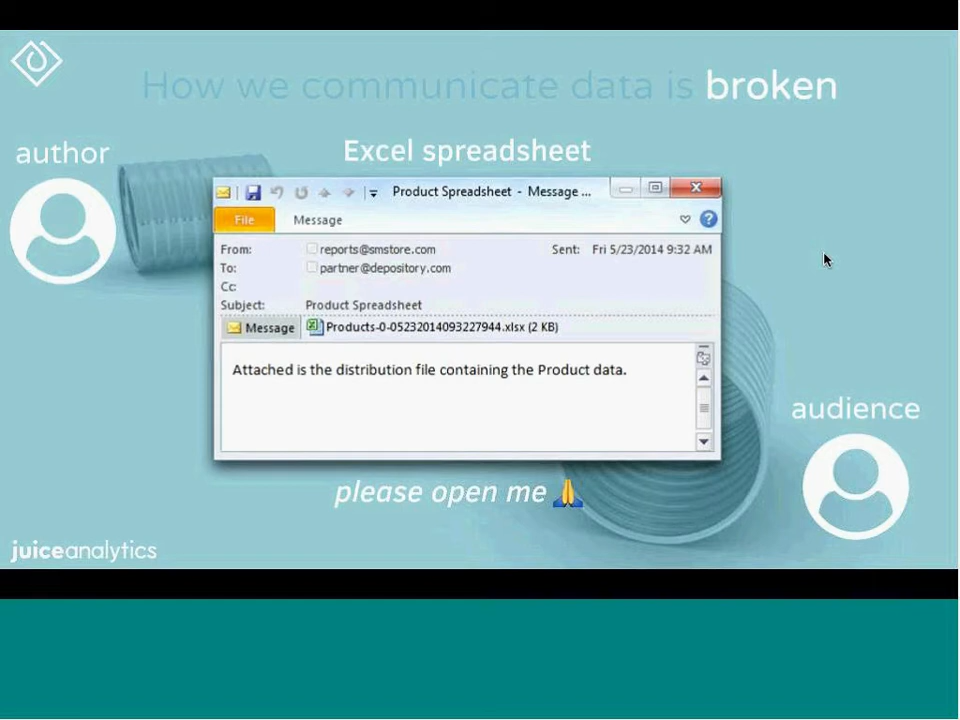 How we communicate data is broken
author
Excel spreadsheet
Product Spreadsheet - Message ...
File Message
From: reports@smstore.com Sent: Fri 5/23/2014 9:32 AM
To: partner@depository.com
Cc:
Subject: Product Spreadsheet
Message Products-0-05232014093227944.xlsx (2 KB)
Attached is the distribution file containing the Product data.
audience
please open me 🙏
juiceanalytics